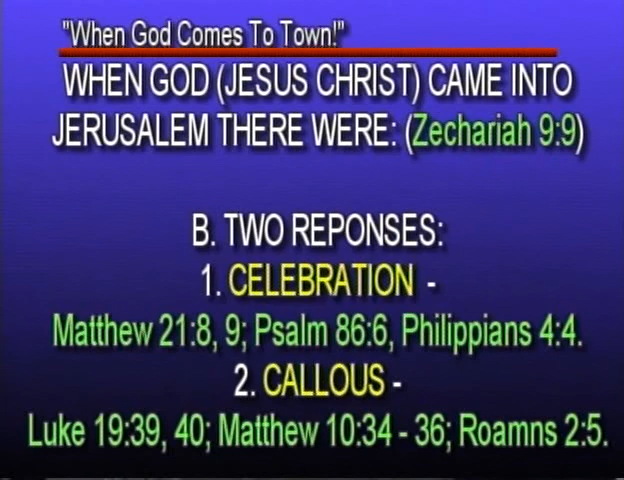 "When God Comes To Town!"
WHEN GOD (JESUS CHRIST) CAME INTO
JERUSALEM THERE WERE: (Zechariah 9:9)
B. TWO REPONSES:
1. CELEBRATION -
Matthew 21:8, 9; Psalm 86:6, Philippians 4:4.
2. CALLOUS -
Luke 19:39, 40; Matthew 10:34 - 36; Roamns 2:5.